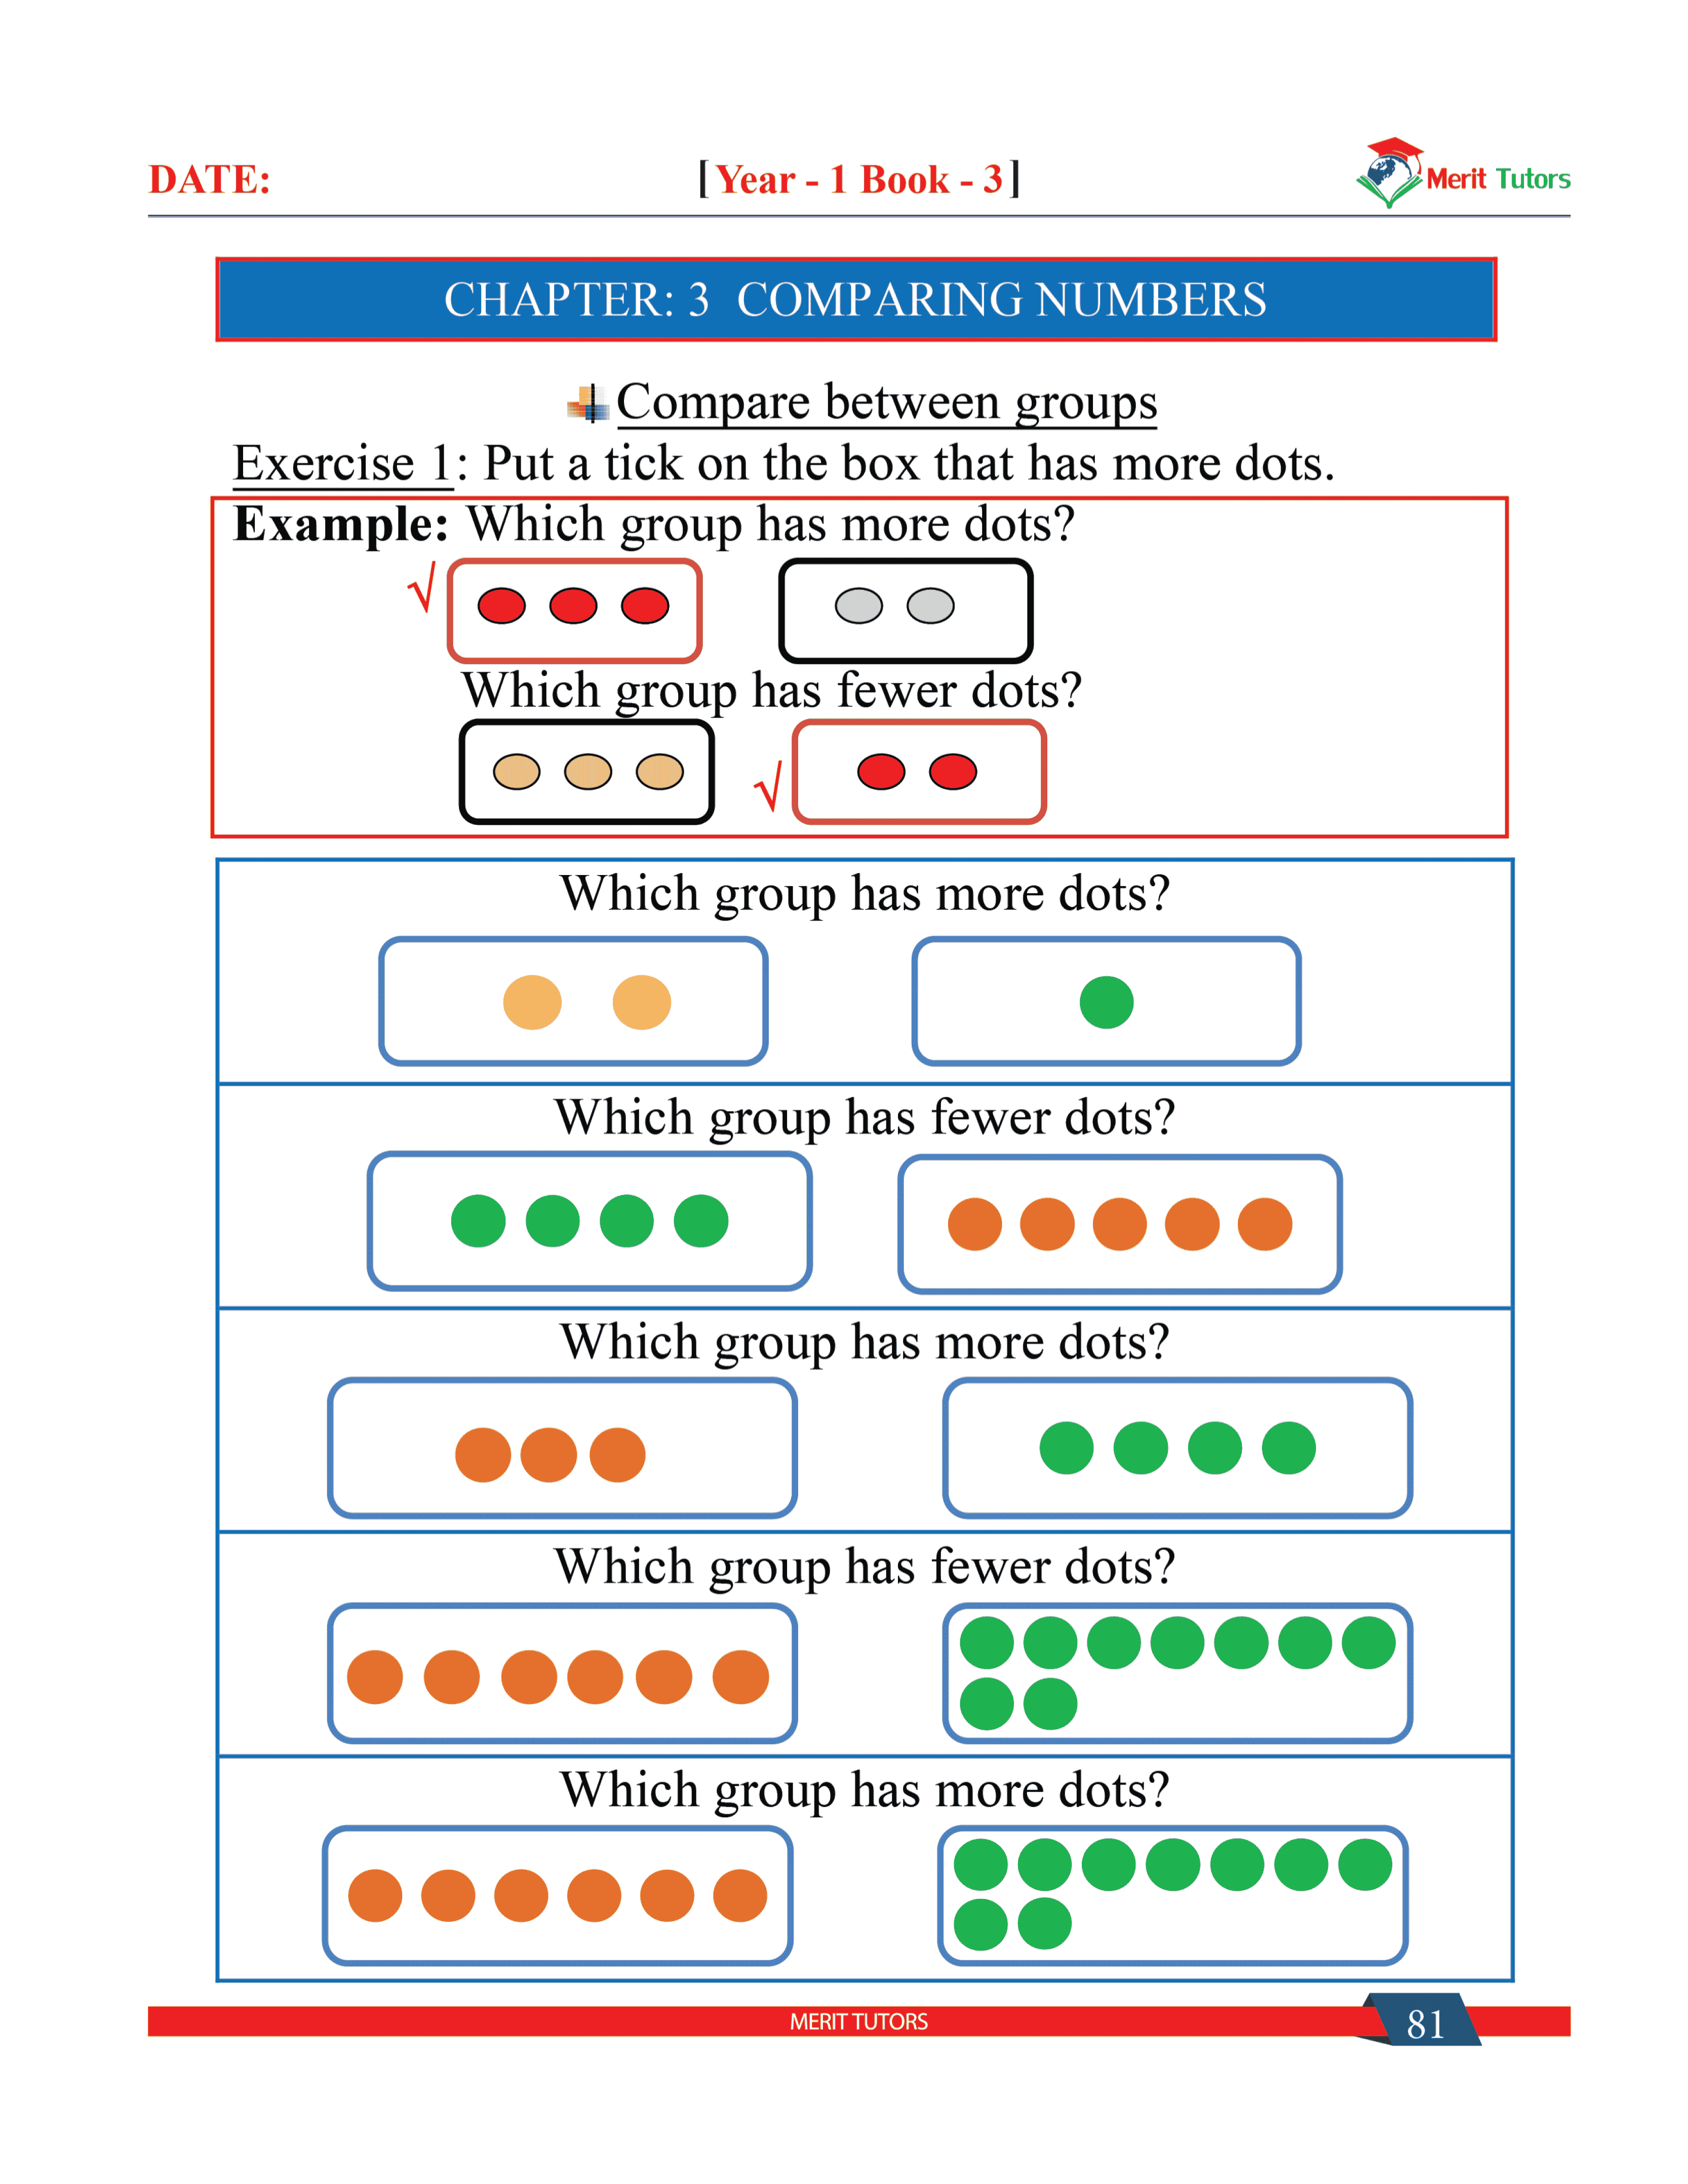 DATE:
[ Year - 1 Book - 3 ]
Merit Tutors
CHAPTER: 3 COMPARING NUMBERS
Compare between groups
Exercise 1: Put a tick on the box that has more dots.
Example: Which group has more dots?
√
Which group has fewer dots?
√
Which group has more dots?
Which group has fewer dots?
Which group has more dots?
Which group has fewer dots?
Which group has more dots?
MERIT TUTORS
81